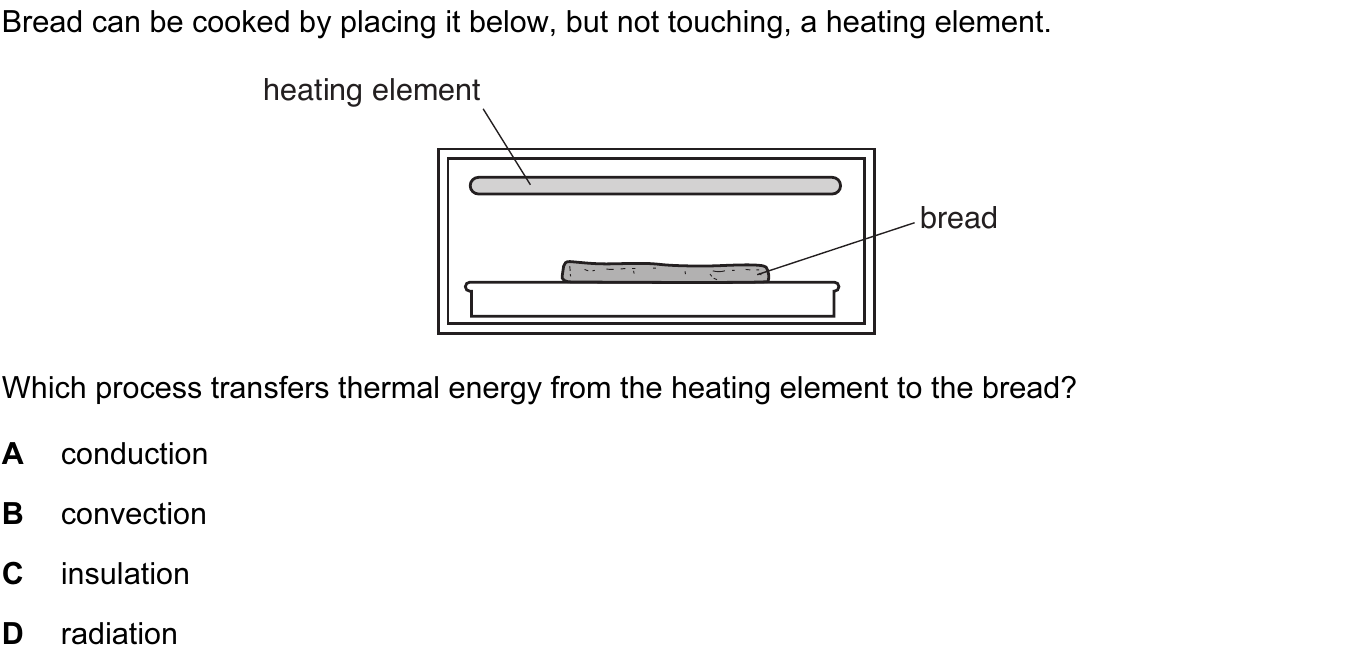 Bread can be cooked by placing it below, but not touching, a heating element.
heating element
bread
Which process transfers thermal energy from the heating element to the bread?
A conduction
B convection
C insulation
D radiation